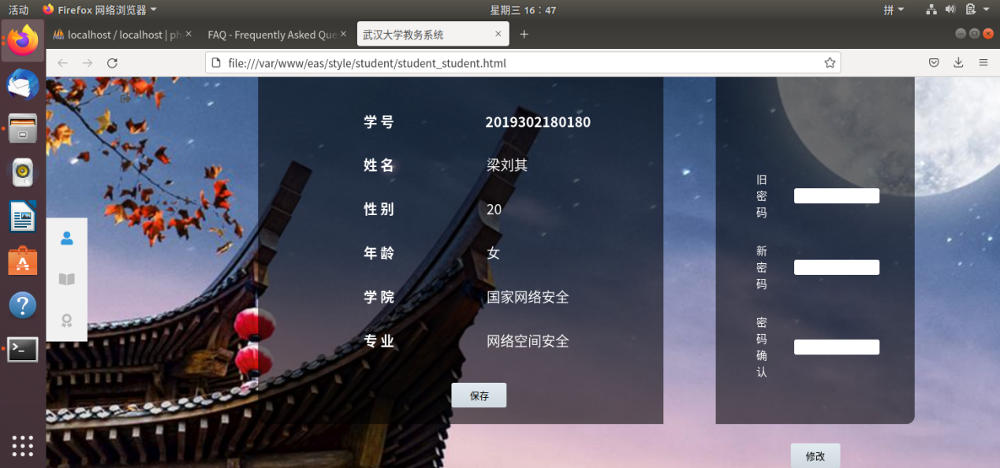 活动 Firefox 网络浏览器 星期三 16：47 拼
localhost / localhost | ph
FAQ - Frequently Asked Que
武汉大学教务系统
file:///var/www/eas/style/student/student_student.html
学 号 2019302180180
姓 名 梁刘其
性 别 20
年 龄 女
学 院 国家网络安全
专 业 网络空间安全
保存
旧
密
码
新
密
码
密
码
确
认
修改